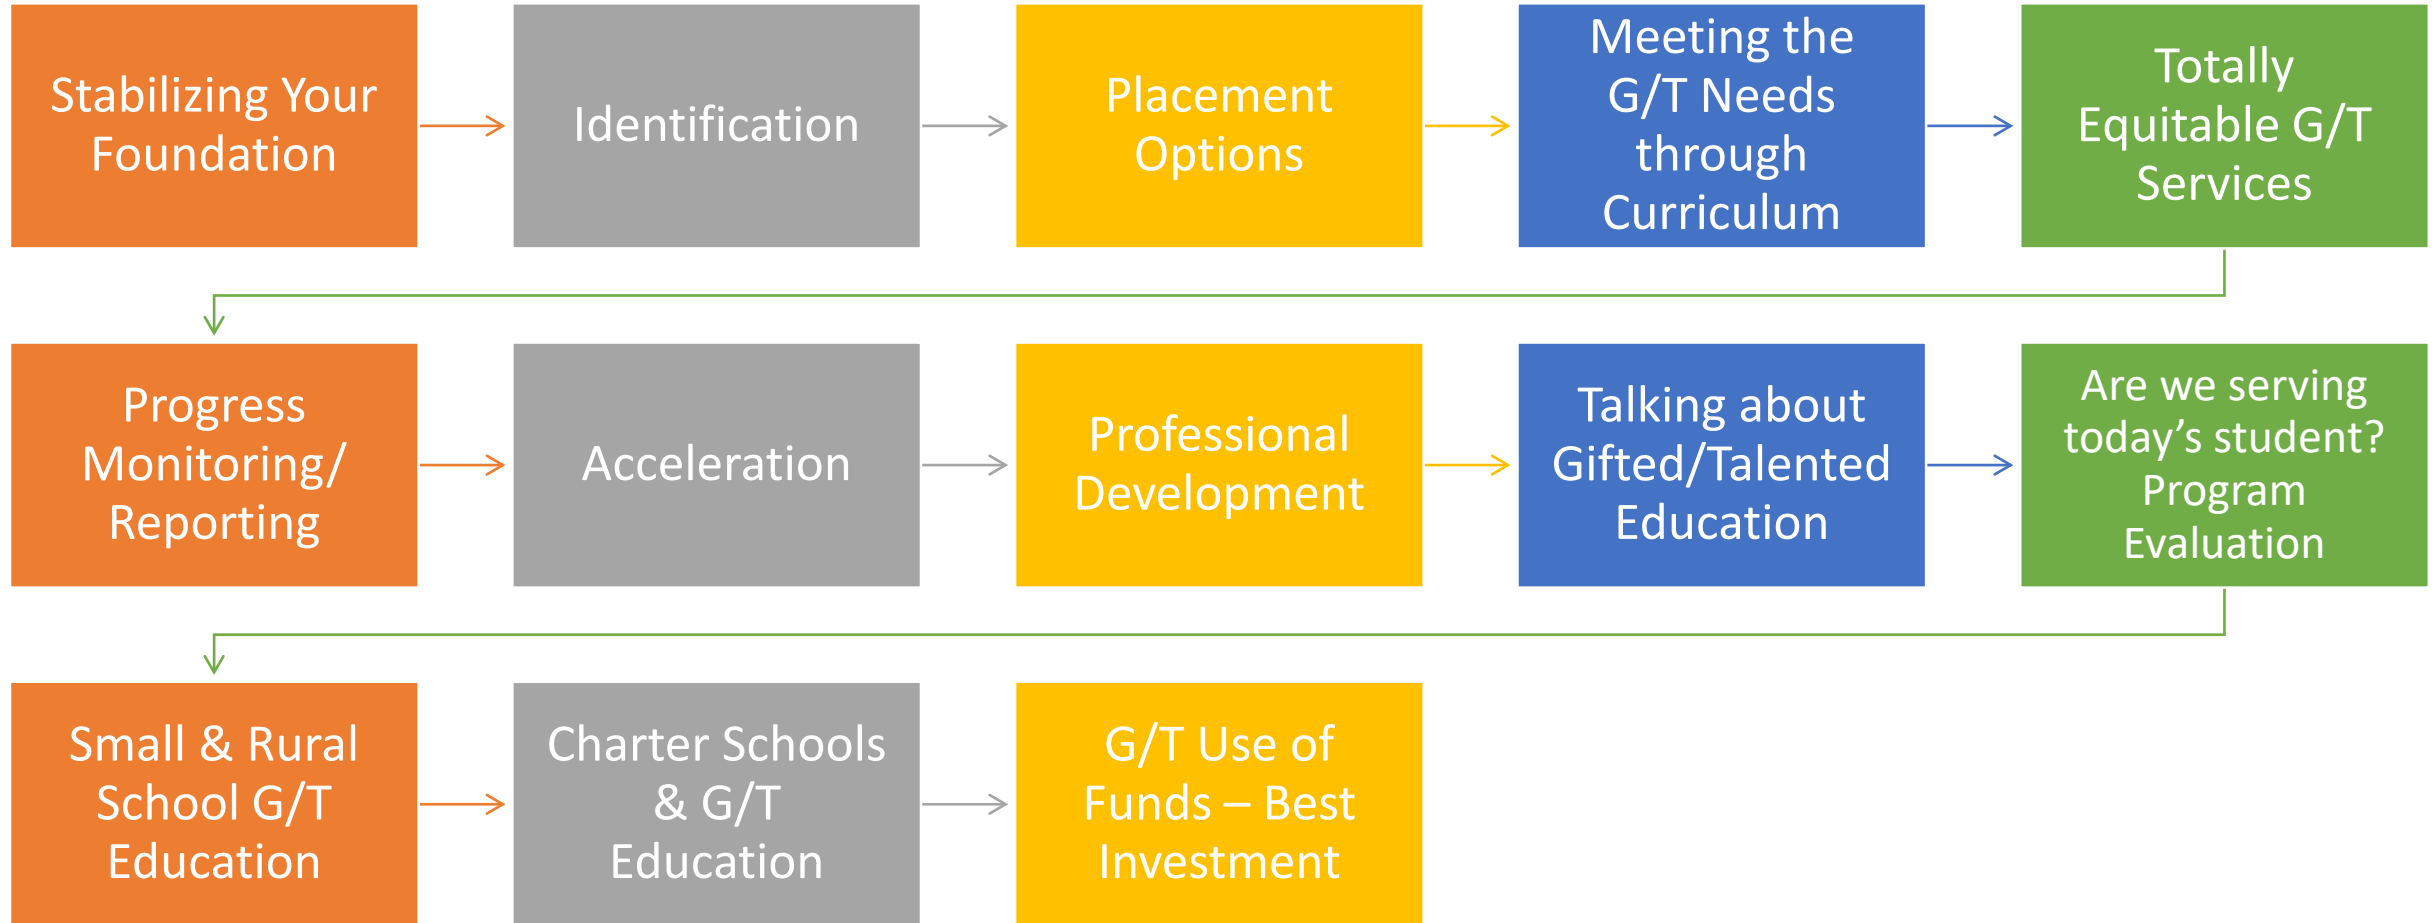 Stabilizing Your
Foundation
Identification
Placement
Options
Meeting the
G/T Needs
through
Curriculum
Totally
Equitable G/T
Services
Progress
Monitoring/
Reporting
Acceleration
Professional
Development
Talking about
Gifted/Talented
Education
Are we serving
today’s student?
Program
Evaluation
Small & Rural
School G/T
Education
Charter Schools
& G/T
Education
G/T Use of
Funds – Best
Investment